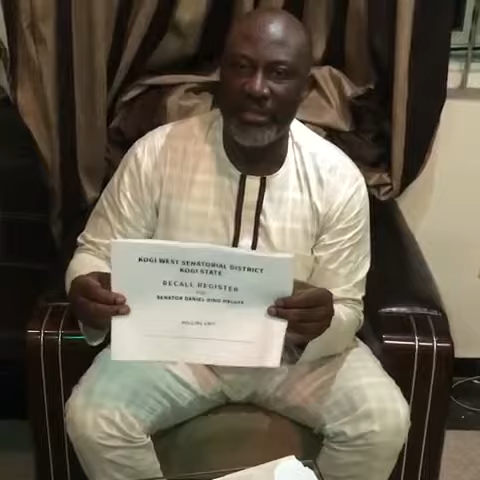 KOGI WEST SENATORIAL DISTRICT
KOGI STATE
RECALL REGISTER
FOR
SENATOR DANIEL DINO MELAYE
POLLING UNIT